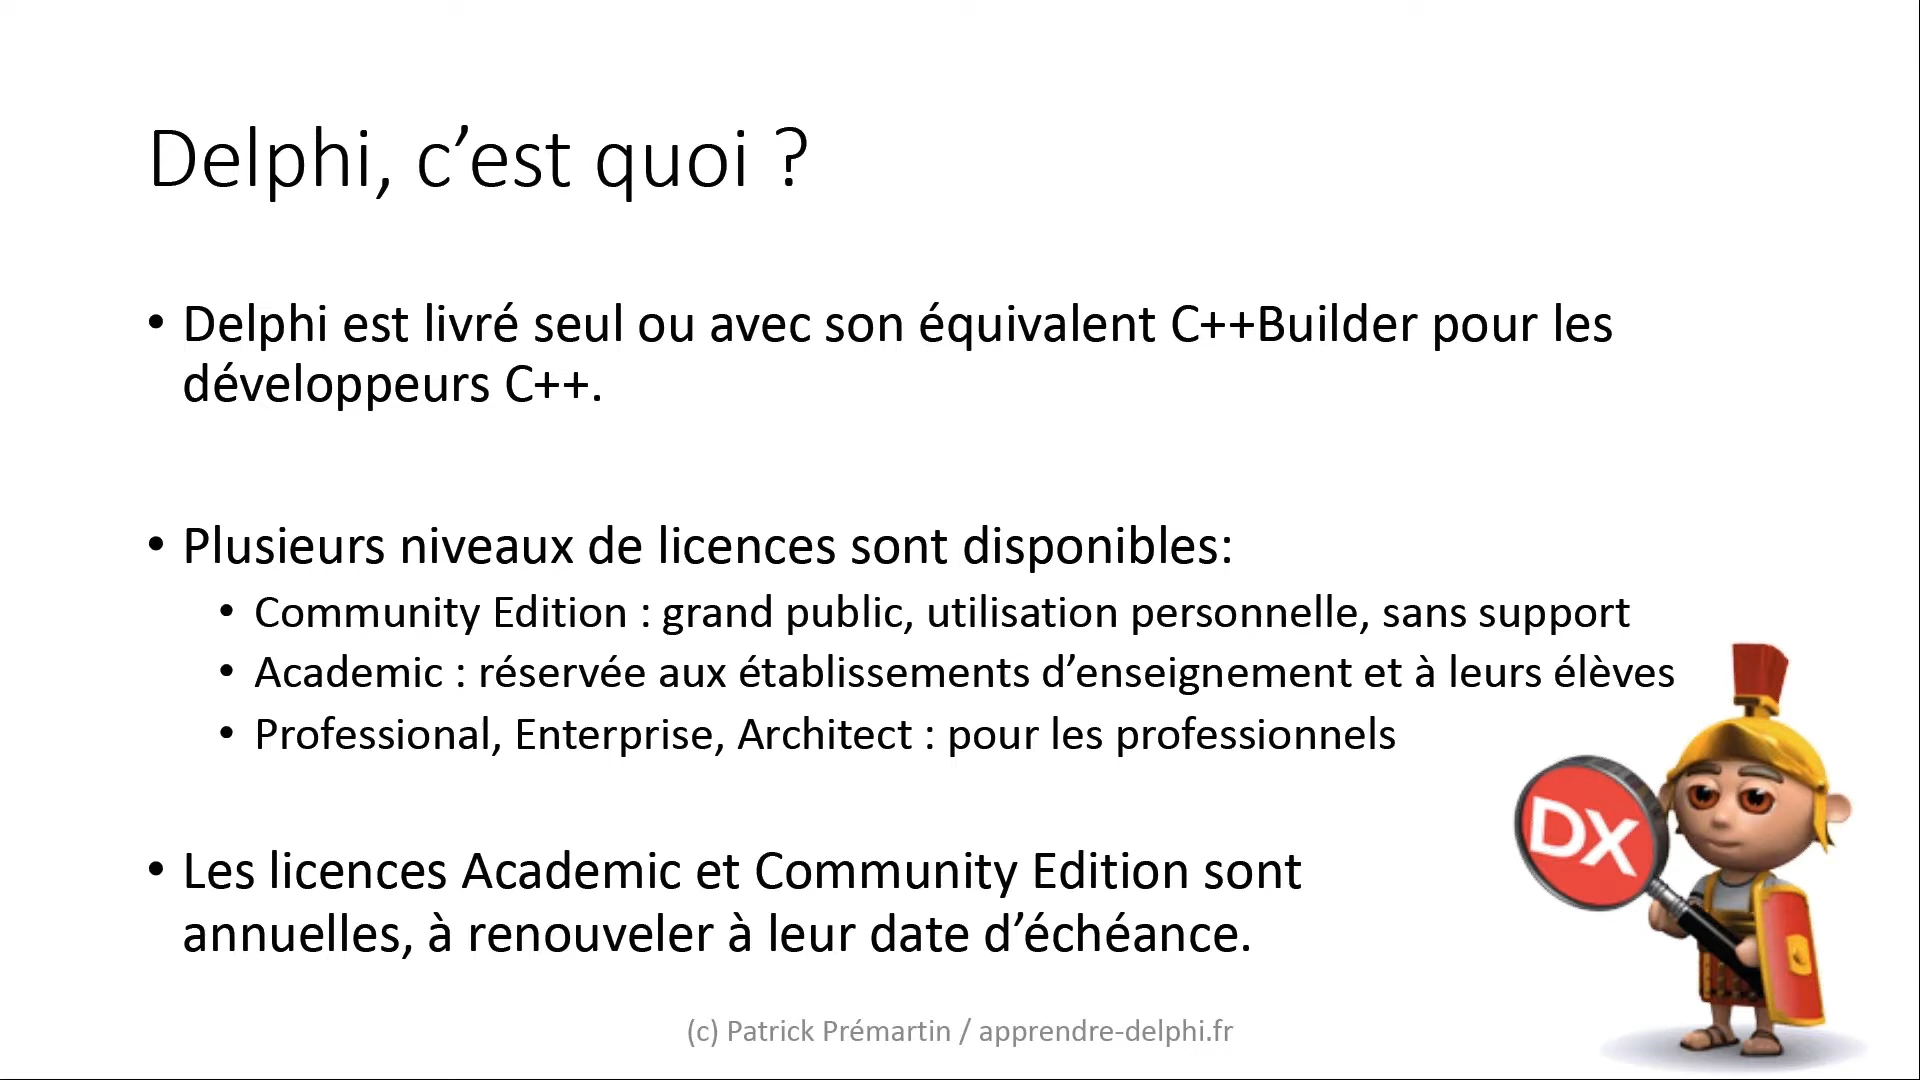 Delphi, c’est quoi ?
• Delphi est livré seul ou avec son équivalent C++Builder pour les
développeurs C++.
• Plusieurs niveaux de licences sont disponibles:
• Community Edition : grand public, utilisation personnelle, sans support
• Academic : réservée aux établissements d’enseignement et à leurs élèves
• Professional, Enterprise, Architect : pour les professionnels
DX
• Les licences Academic et Community Edition sont
annuelles, à renouveler à leur date d’échéance.
(c) Patrick Prémartin / apprendre-delphi.fr